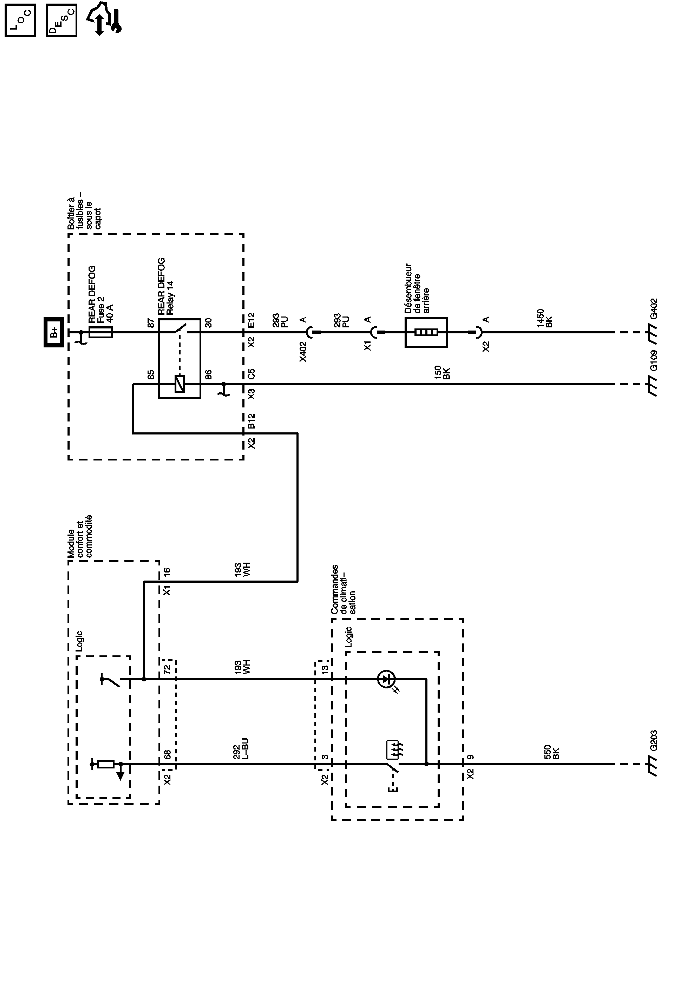 LOC
DESC
Boîtier à
fusibles –
sous le
capot
B+
REAR DEFOG
Fuse 2
40 A
REAR DEFOG
Relay 14
87
30
85
86
X2
E12
X3
C5
X2
B12
293
PU
X402
A
293
PU
X1
A
Désembueur
de fenêtre
arrière
X2
A
1450
BK
G402
150
BK
G109
Module
confort et
commodité
Logic
X1
16
193
WH
72
193
WH
13
X2
68
292
L–BU
X2
3
Commandes
de climati–
sation
Logic
X2
9
550
BK
G203